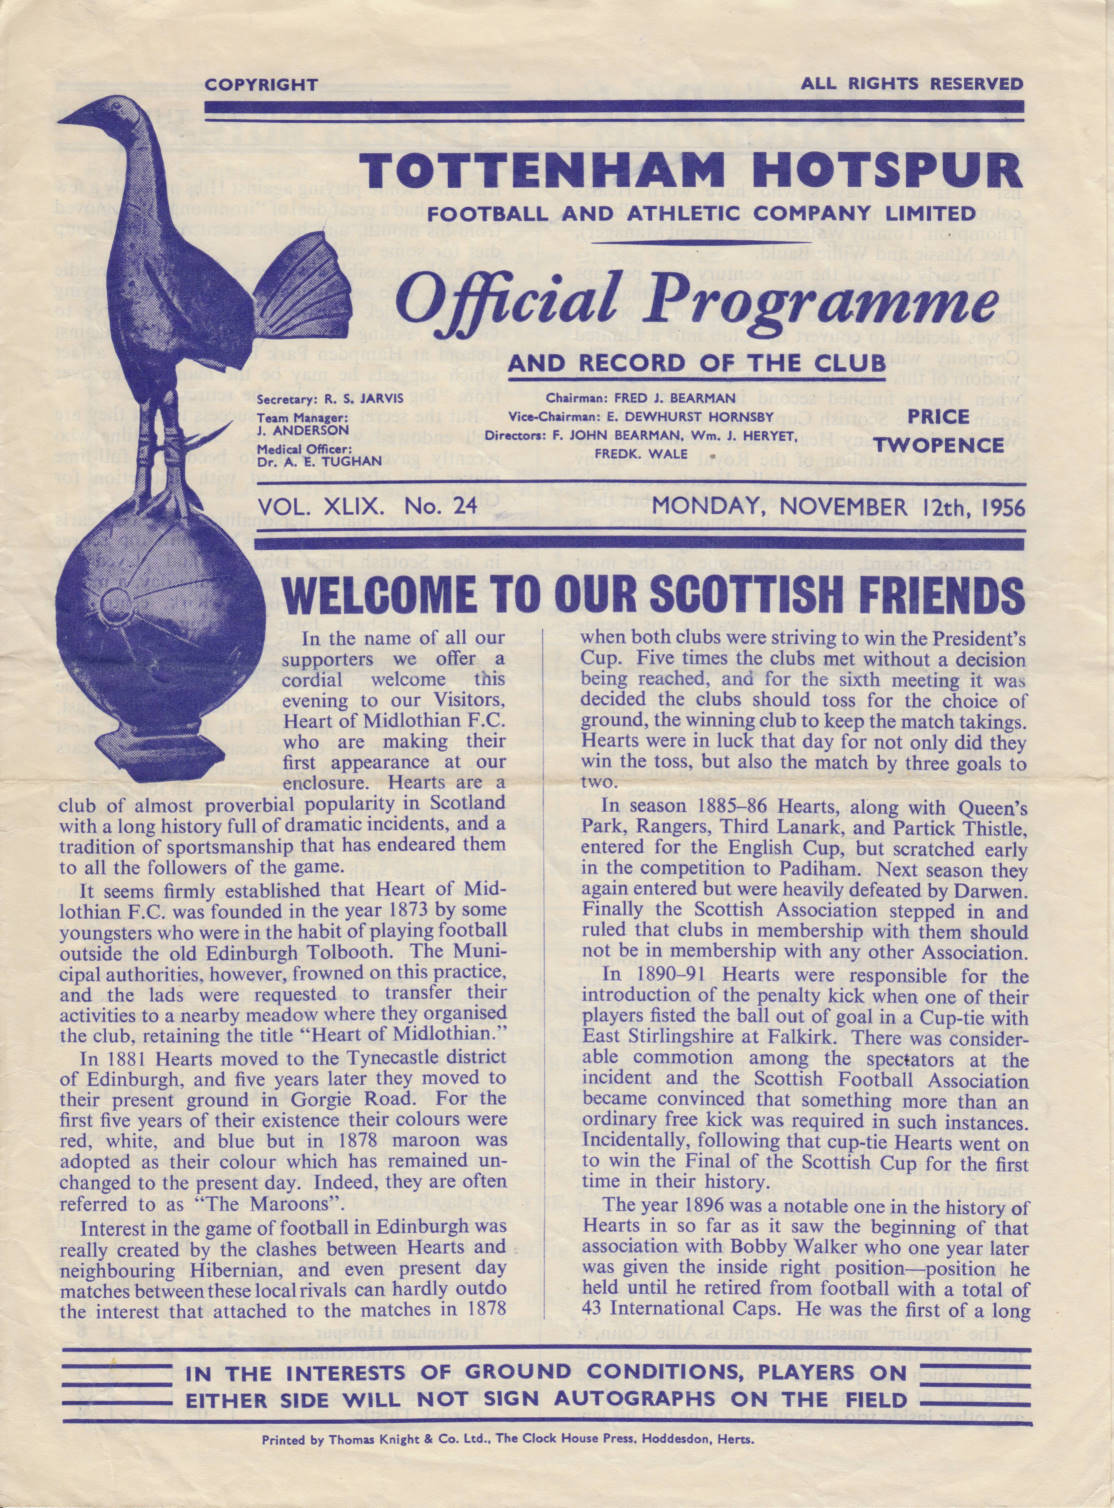 COPYRIGHT ALL RIGHTS RESERVED
TOTTENHAM HOTSPUR
FOOTBALL AND ATHLETIC COMPANY LIMITED
Official Programme
AND RECORD OF THE CLUB
Secretary: R. S. JARVIS
Team Manager:
J. ANDERSON
Medical Officer:
Dr. A. E. TUGHAN
Chairman: FRED J. BEARMAN
Vice-Chairman: E. DEWHURST HORNSBY
Directors: F. JOHN BEARMAN, Wm. J. HERYET,
FREDK. WALE
PRICE
TWOPENCE
VOL. XLIX. No. 24 MONDAY, NOVEMBER 12th, 1956
WELCOME TO OUR SCOTTISH FRIENDS
In the name of all our
supporters we offer a
cordial welcome this
evening to our Visitors,
Heart of Midlothian F.C.
who are making their
first appearance at our
enclosure. Hearts are a
club of almost proverbial popularity in Scotland
with a long history full of dramatic incidents, and a
tradition of sportsmanship that has endeared them
to all the followers of the game.
It seems firmly established that Heart of Mid-
lothian F.C. was founded in the year 1873 by some
youngsters who were in the habit of playing football
outside the old Edinburgh Tolbooth. The Muni-
cipal authorities, however, frowned on this practice,
and the lads were requested to transfer their
activities to a nearby meadow where they organised
the club, retaining the title “Heart of Midlothian.”
In 1881 Hearts moved to the Tynecastle district
of Edinburgh, and five years later they moved to
their present ground in Gorgie Road. For the
first five years of their existence their colours were
red, white, and blue but in 1878 maroon was
adopted as their colour which has remained un-
changed to the present day. Indeed, they are often
referred to as “The Maroons”.
Interest in the game of football in Edinburgh was
really created by the clashes between Hearts and
neighbouring Hibernian, and even present day
matches between these local rivals can hardly outdo
the interest that attached to the matches in 1878
when both clubs were striving to win the President's
Cup. Five times the clubs met without a decision
being reached, and for the sixth meeting it was
decided the clubs should toss for the choice of
ground, the winning club to keep the match takings.
Hearts were in luck that day for not only did they
win the toss, but also the match by three goals to
two.
In season 1885–86 Hearts, along with Queen's
Park, Rangers, Third Lanark, and Partick Thistle,
entered for the English Cup, but scratched early
in the competition to Padiham. Next season they
again entered but were heavily defeated by Darwen.
Finally the Scottish Association stepped in and
ruled that clubs in membership with them should
not be in membership with any other Association.
In 1890–91 Hearts were responsible for the
introduction of the penalty kick when one of their
players fisted the ball out of goal in a Cup-tie with
East Stirlingshire at Falkirk. There was consider-
able commotion among the spectators at the
incident and the Scottish Football Association
became convinced that something more than an
ordinary free kick was required in such instances.
Incidentally, following that cup-tie Hearts went on
to win the Final of the Scottish Cup for the first
time in their history.
The year 1896 was a notable one in the history of
Hearts in so far as it saw the beginning of that
association with Bobby Walker who one year later
was given the inside right position—position he
held until he retired from football with a total of
43 International Caps. He was the first of a long
IN THE INTERESTS OF GROUND CONDITIONS, PLAYERS ON
EITHER SIDE WILL NOT SIGN AUTOGRAPHS ON THE FIELD
Printed by Thomas Knight & Co. Ltd., The Clock House Press, Hoddesdon, Herts.